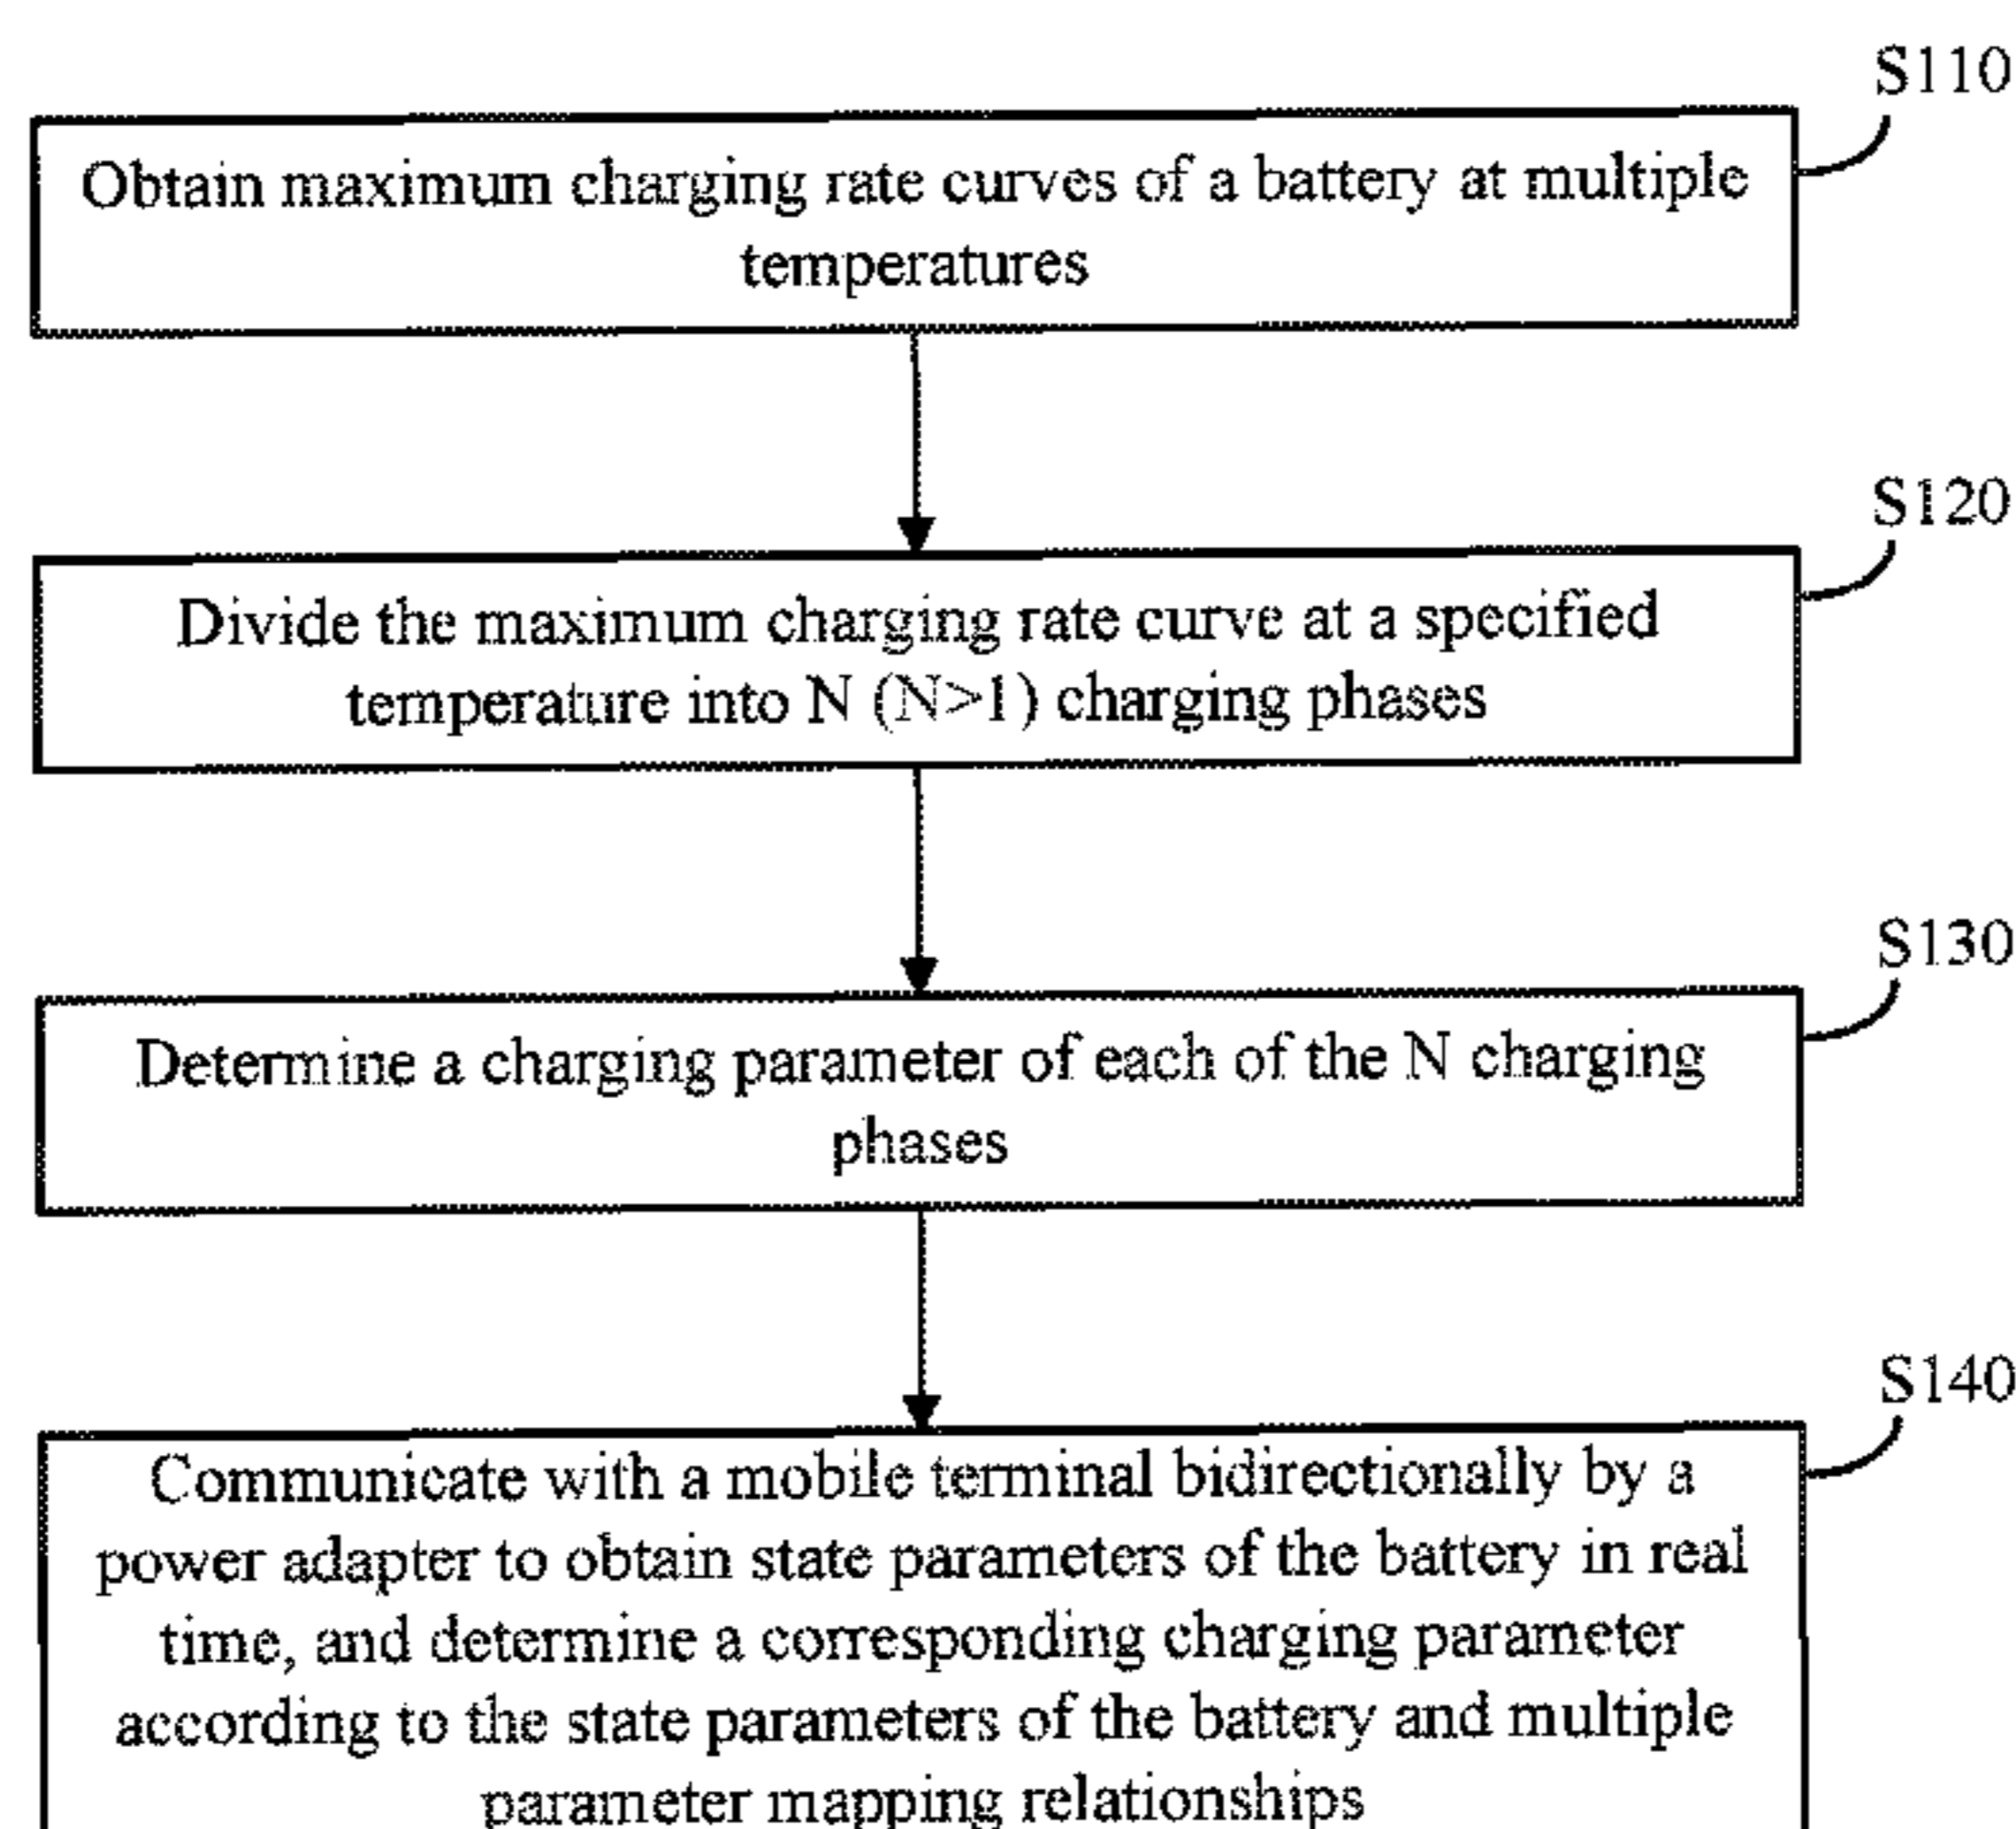 S110
Obtain maximum charging rate curves of a battery at multiple
temperatures
S120
Divide the maximum charging rate curve at a specified
temperature into N (N>1) charging phases
S130
Determine a charging parameter of each of the N charging
phases
S140
Communicate with a mobile terminal bidirectionally by a
power adapter to obtain state parameters of the battery in real
time, and determine a corresponding charging parameter
according to the state parameters of the battery and multiple
parameter mapping relationships